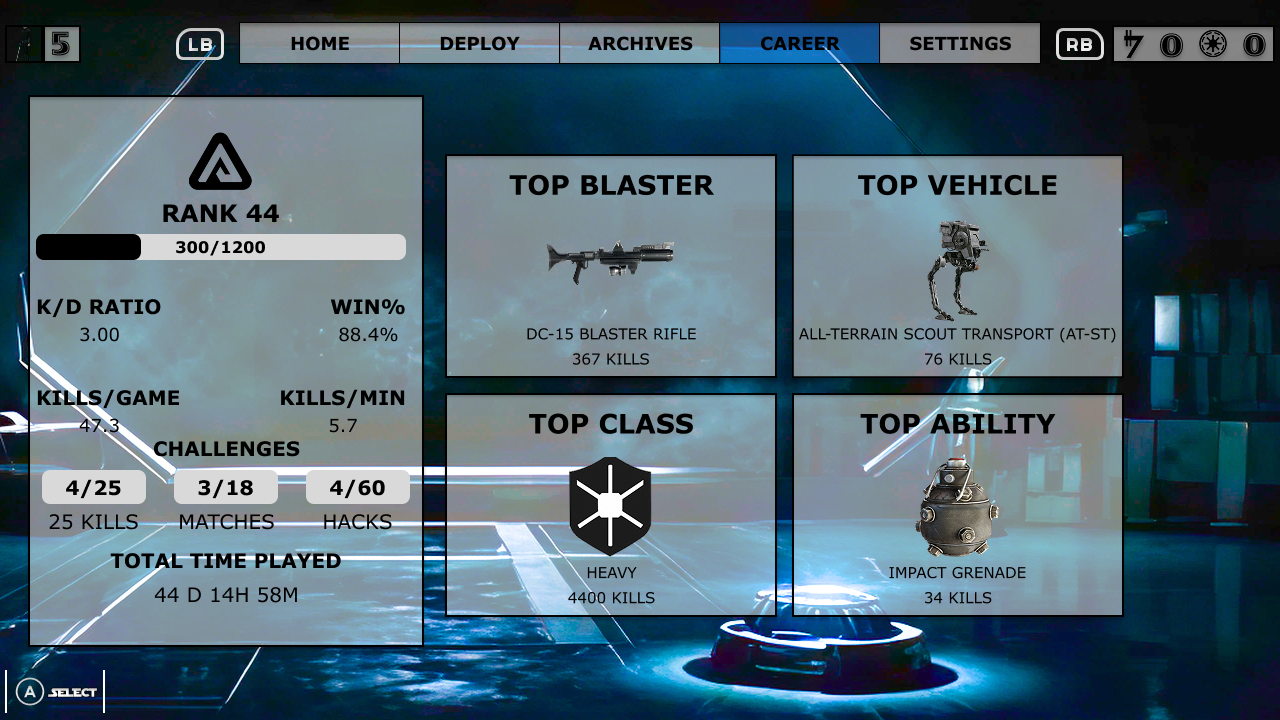 5
LB
HOME
DEPLOY
ARCHIVES
CAREER
SETTINGS
RB
70
0
RANK 44
300/1200
K/D RATIO
WIN%
3.00
88.4%
KILLS/GAME
KILLS/MIN
47.3
5.7
CHALLENGES
4/25
3/18
4/60
25 KILLS
MATCHES
HACKS
TOTAL TIME PLAYED
44 D 14H 58M
TOP BLASTER
DC-15 BLASTER RIFLE
367 KILLS
TOP VEHICLE
ALL-TERRAIN SCOUT TRANSPORT (AT-ST)
76 KILLS
TOP CLASS
HEAVY
4400 KILLS
TOP ABILITY
IMPACT GRENADE
34 KILLS
A SELECT